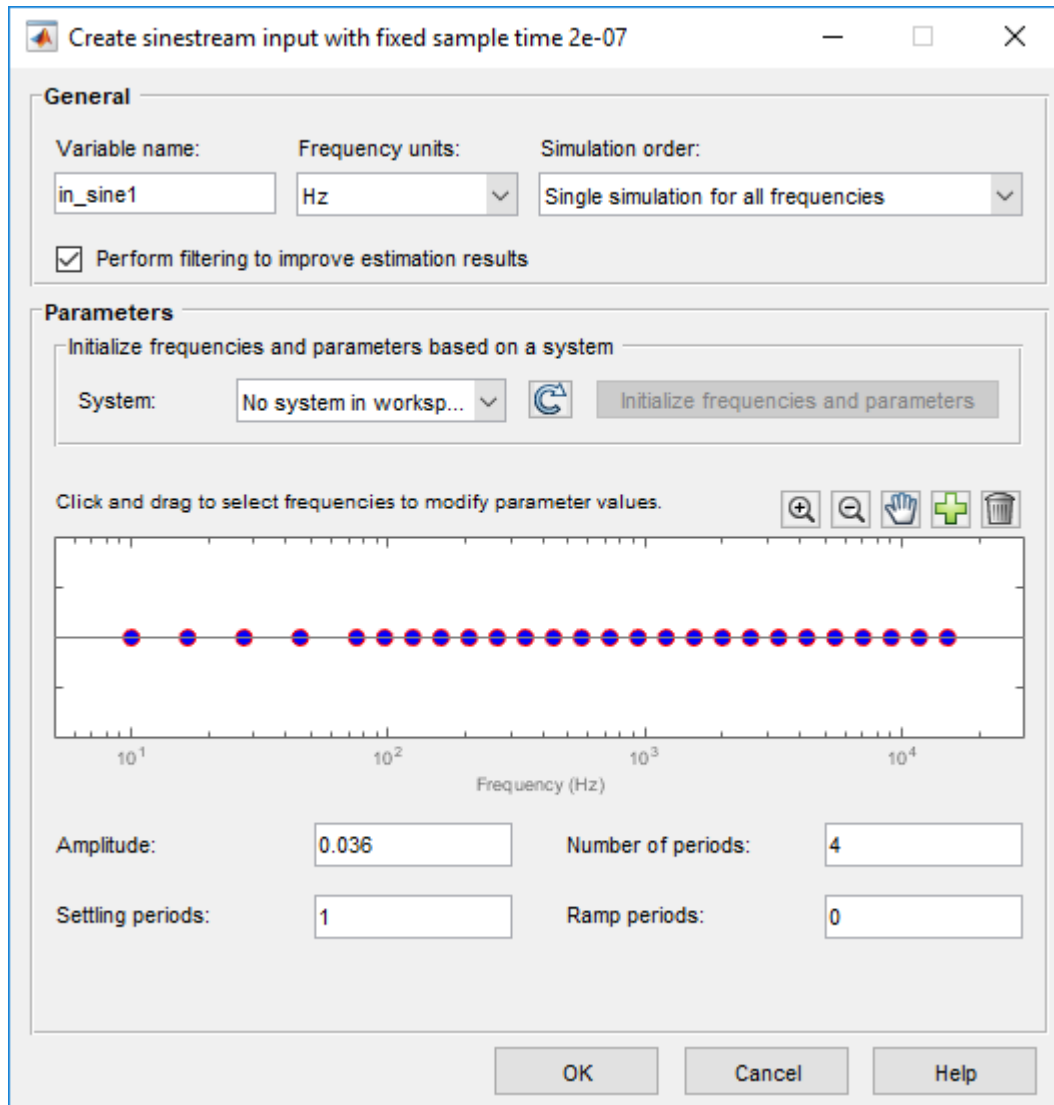 Create sinestream input with fixed sample time 2e-07
General
Variable name: Frequency units: Simulation order:
in_sine1 Hz Single simulation for all frequencies
Perform filtering to improve estimation results
Parameters
Initialize frequencies and parameters based on a system
System: No system in worksp... Initialize frequencies and parameters
Click and drag to select frequencies to modify parameter values.
10^1 10^2 10^3 10^4
Frequency (Hz)
Amplitude: 0.036 Number of periods: 4
Settling periods: 1 Ramp periods: 0
OK Cancel Help